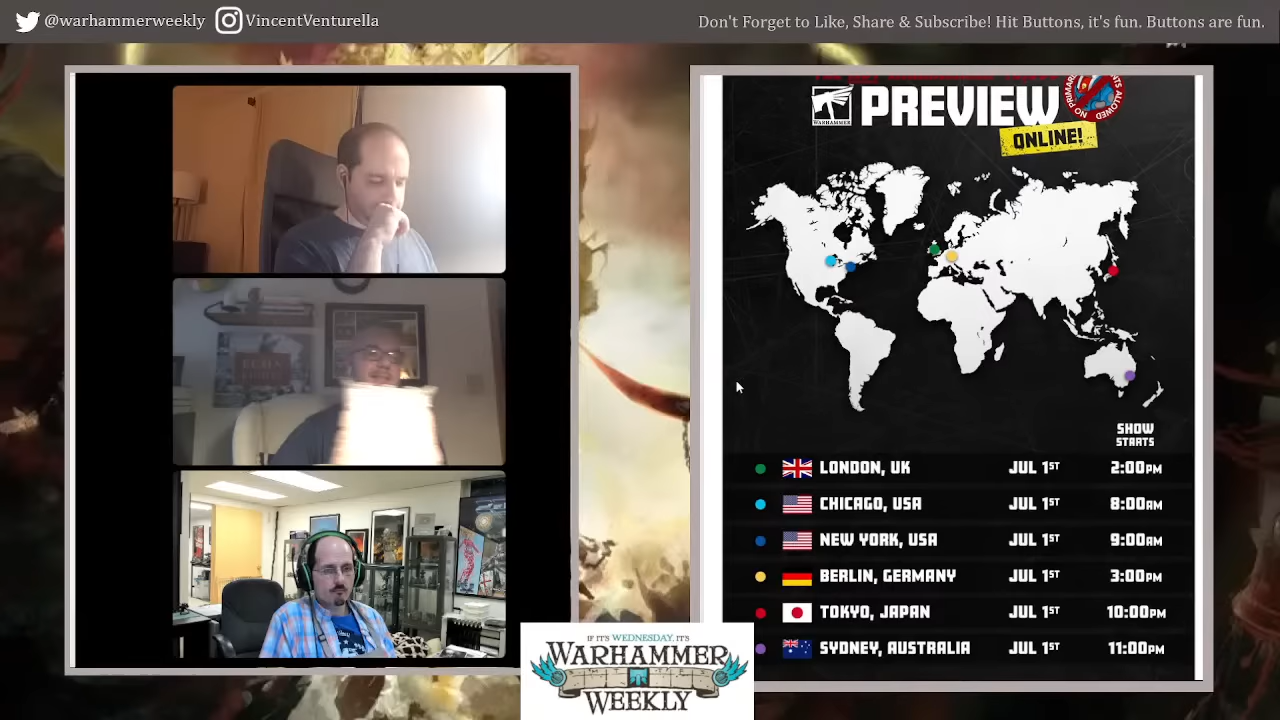 @warhammerweekly VincentVenturella
Don't Forget to Like, Share & Subscribe! Hit Buttons, it's fun. Buttons are fun.
WARHAMMER
PREVIEW
ONLINE!
SHOW
STARTS
LONDON, UK JUL 1ST 2:00PM
CHICAGO, USA JUL 1ST 8:00AM
NEW YORK, USA JUL 1ST 9:00AM
BERLIN, GERMANY JUL 1ST 3:00PM
TOKYO, JAPAN JUL 1ST 10:00PM
SYDNEY, AUSTRALIA JUL 1ST 11:00PM
IF IT'S WEDNESDAY, IT'S
WARHAMMER
WEEKLY